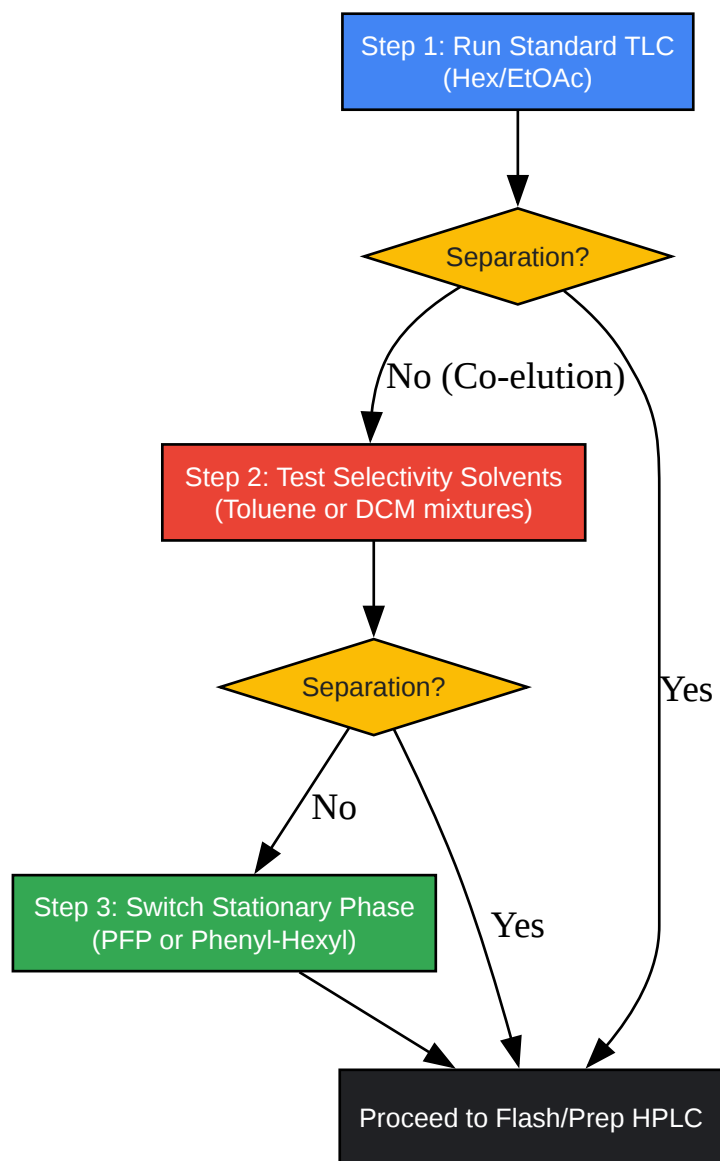 Step 1: Run Standard TLC
(Hex/EtOAc)
Separation?
No (Co-elution)
Step 2: Test Selectivity Solvents
(Toluene or DCM mixtures)
Separation?
Yes
No
Step 3: Switch Stationary Phase
(PFP or Phenyl-Hexyl)
Yes
Proceed to Flash/Prep HPLC